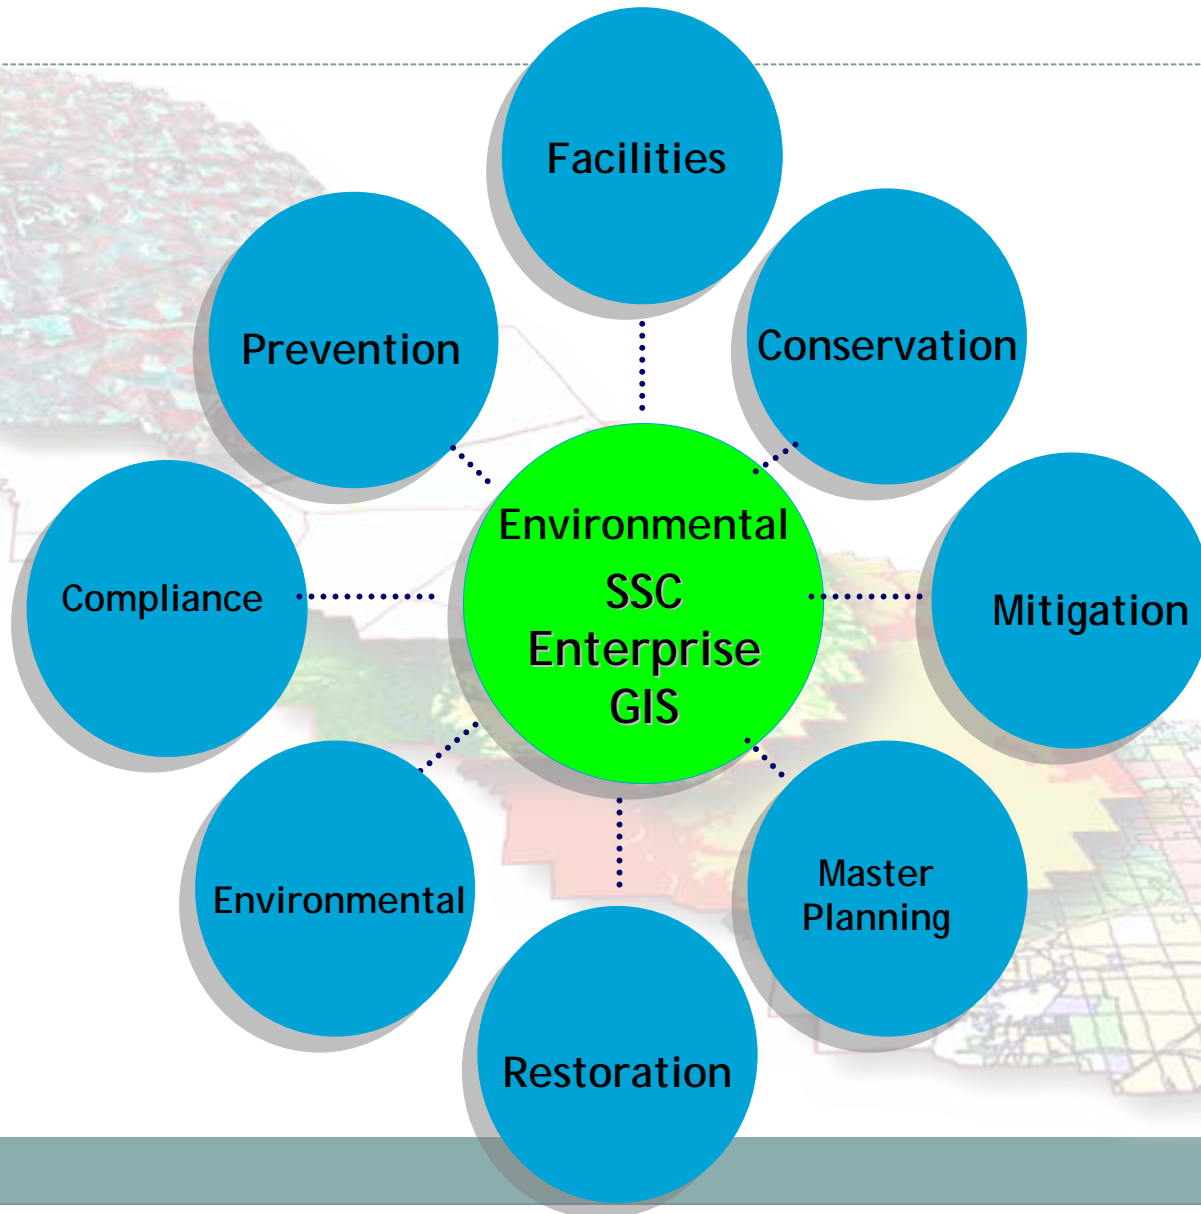 Facilities
Prevention
Conservation
Environmental
SSC
Enterprise
GIS
Compliance
Mitigation
Environmental
Master
Planning
Restoration